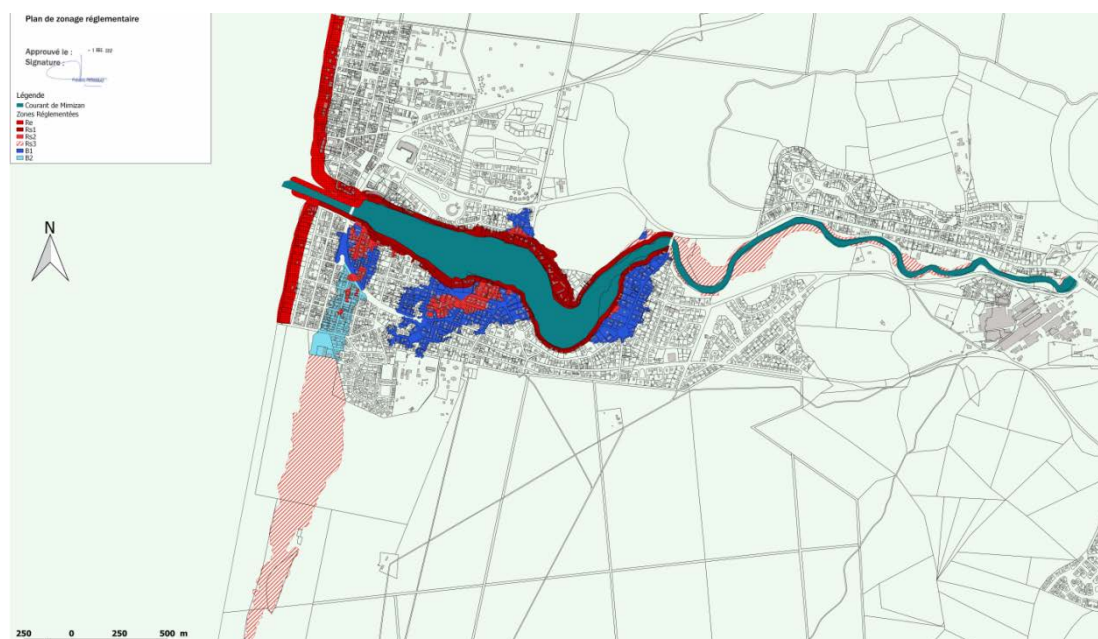 Plan de zonage réglementaire
Approuvé le :
Signature :
Légende
Courant de Mimizan
Zones Réglementées
Re
Rs1
Rs2
Rs3
B1
B2
N
250 0 250 500 m